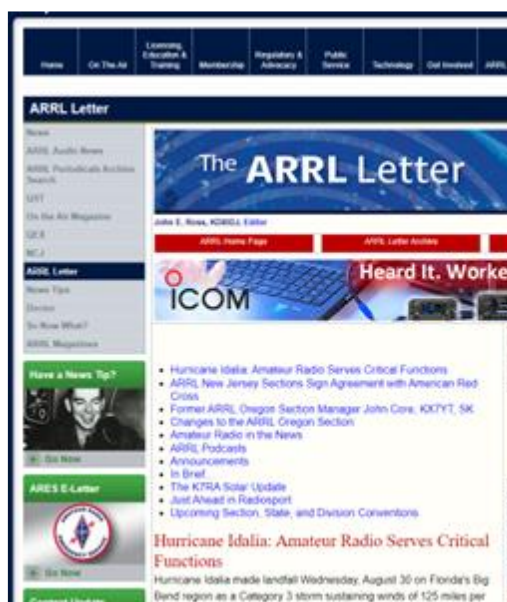 Home
On The Air
Licensing,
Education &
Training
Membership
Regulatory &
Advocacy
Public
Service
Technology
Get Involved
ARRL
ARRL Letter
News
ARRL Audio News
ARRL Periodicals Archive
Search
QST
On the Air Magazine
QEX
NCJ
ARRL Letter
News Tips
So Now What?
ARRL Magazines
Have a News Tip?
Go Now
ARES E-Letter
Go Now
The ARRL Letter
John E. Ross, KD8IDJ, Editor
ARRL Home Page
ARRL Letter Archive
ICOM
Heard It. Worke
Hurricane Idalia: Amateur Radio Serves Critical Functions
ARRL New Jersey Sections Sign Agreement with American Red
Cross
Former ARRL Oregon Section Manager John Core, KX7YT, SK
Changes to the ARRL Oregon Section
Amateur Radio in the News
ARRL Podcasts
Announcements
In Brief
The K7RA Solar Update
Just Ahead in Radiosport
Upcoming Section, State, and Division Conventions
Hurricane Idalia: Amateur Radio Serves Critical
Functions
Hurricane Idalia made landfall Wednesday, August 30 on Florida's Big
Bend region as a Category 3 storm sustaining winds of 125 miles per